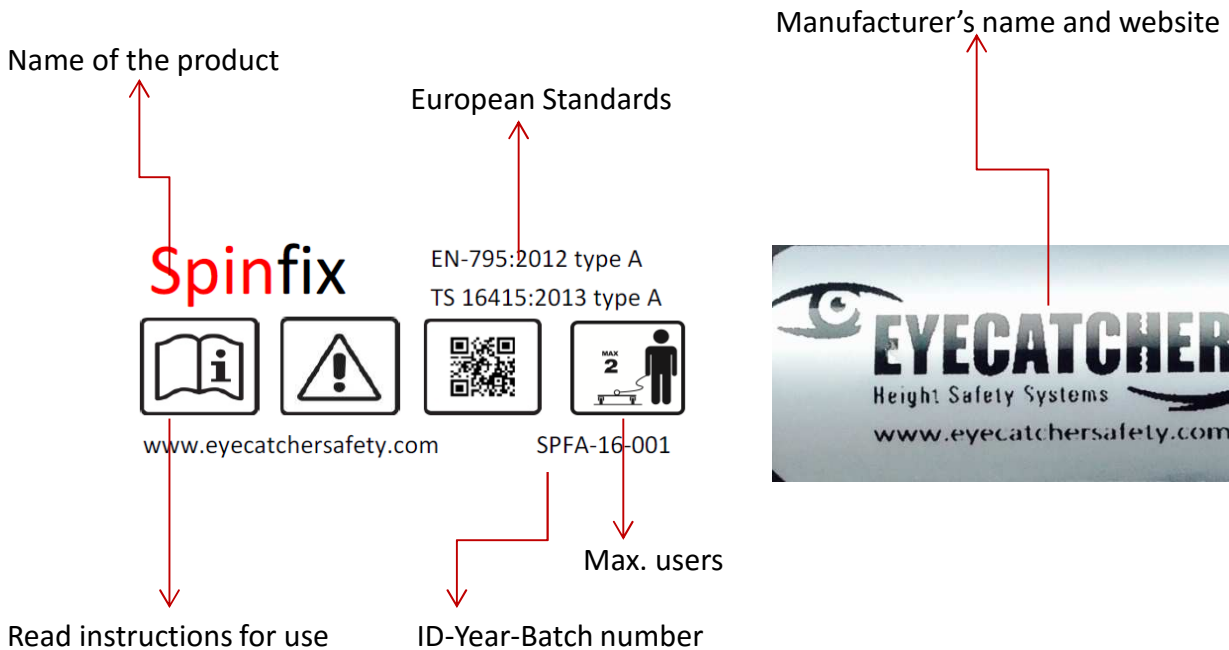 Manufacturer's name and website
Name of the product
European Standards
Spinfix
EN-795:2012 type A
TS 16415:2013 type A
MAX
2
www.eyecatchersafety.com
SPFA-16-001
EYECATCHER
Height Safety Systems
www.eyecatchersafety.com
Max. users
Read instructions for use
ID-Year-Batch number